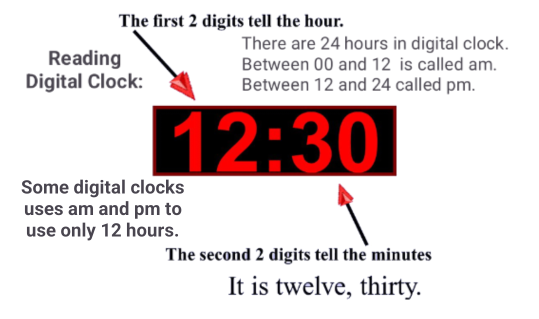 The first 2 digits tell the hour.
Reading
Digital Clock:
There are 24 hours in digital clock.
Between 00 and 12 is called am.
Between 12 and 24 called pm.
12:30
Some digital clocks
uses am and pm to
use only 12 hours.
The second 2 digits tell the minutes
It is twelve, thirty.